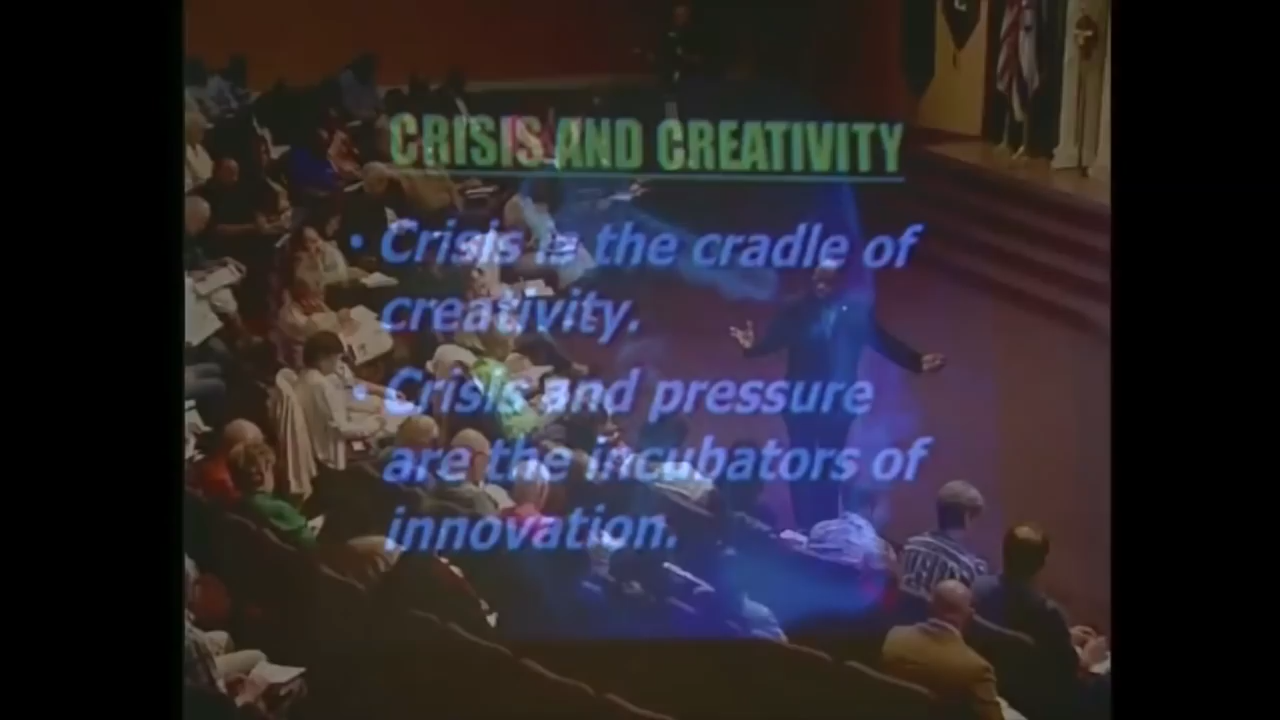 CRISIS AND CREATIVITY
• Crisis is the cradle of
creativity.
• Crisis and pressure
are the incubators of
innovation.